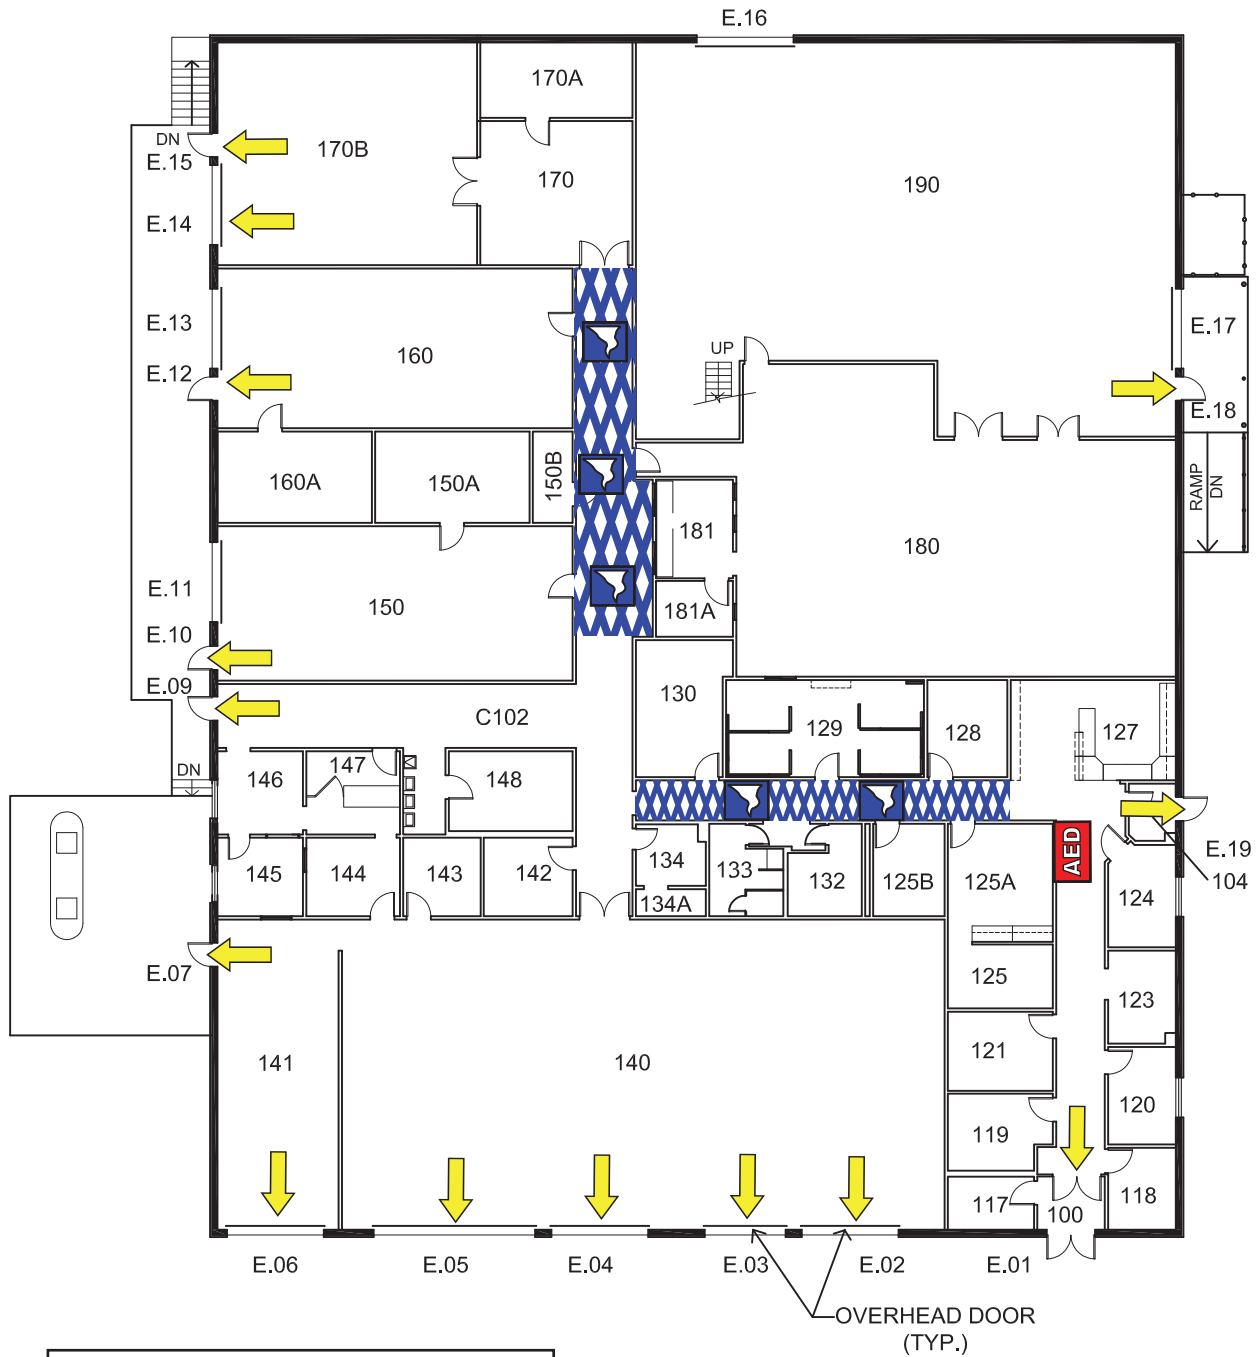 E.16
170A
DN
E.15
170B
170
190
E.14
E.13
160
UP
E.17
E.12
E.18
160A
150A
150B
RAMP
DN
181
180
E.11
150
181A
E.10
E.09
130
C102
129
128
127
146
147
148
DN
E.19
104
AED
145
144
143
142
134
133
132
125B
125A
124
134A
E.07
125
123
121
141
140
120
119
117
118
100
E.06
E.05
E.04
E.03
E.02
E.01
OVERHEAD DOOR
(TYP.)